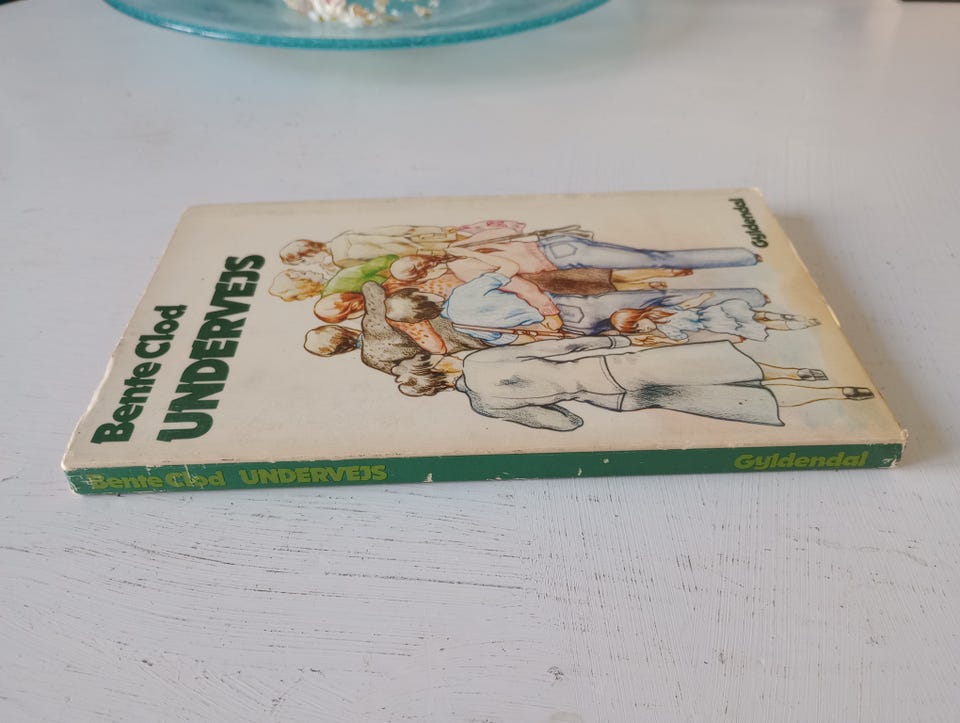 Bente Clod
UNDERVEJS
Gyldendal
Bente Clod UNDERVEJS Gyldendal